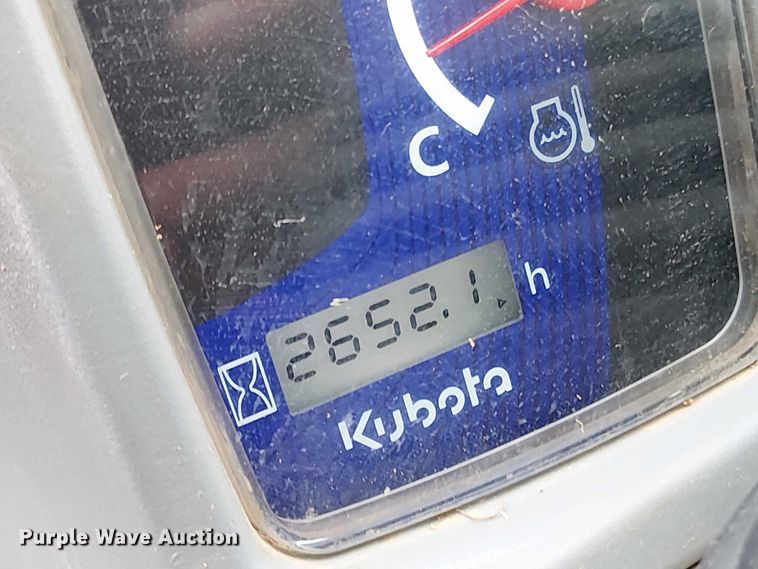 C
2652.1 h
Kubota
Purple Wave Auction®